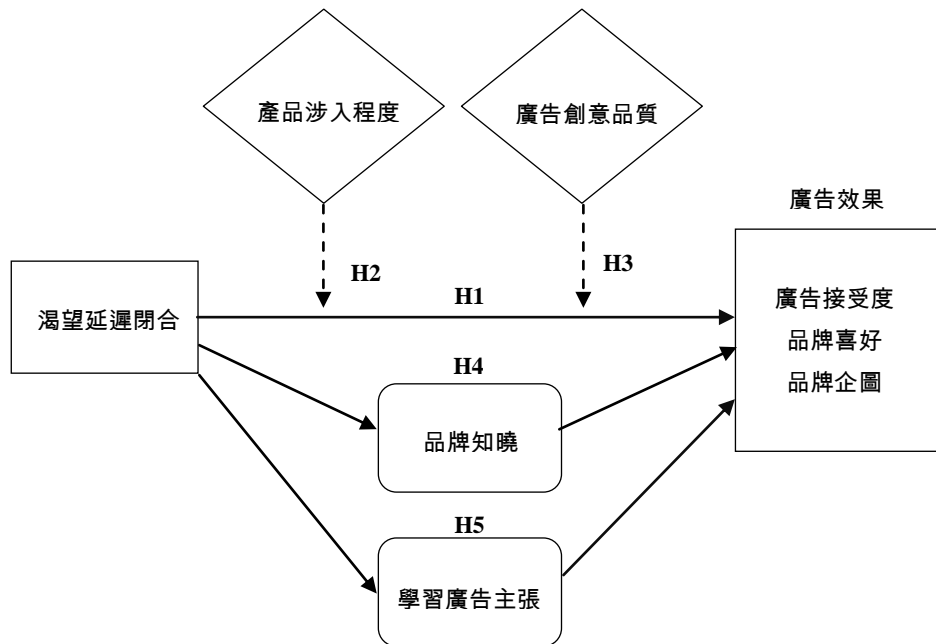 產品涉入程度
廣告創意品質
廣告效果
H2
H3
H1
渴望延遲閉合
廣告接受度
品牌喜好
品牌企圖
H4
品牌知曉
H5
學習廣告主張